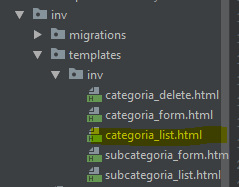 inv
migrations
templates
inv
categoria_delete.html
categoria_form.html
categoria_list.html
subcategoria_form.htm
subcategoria_list.html